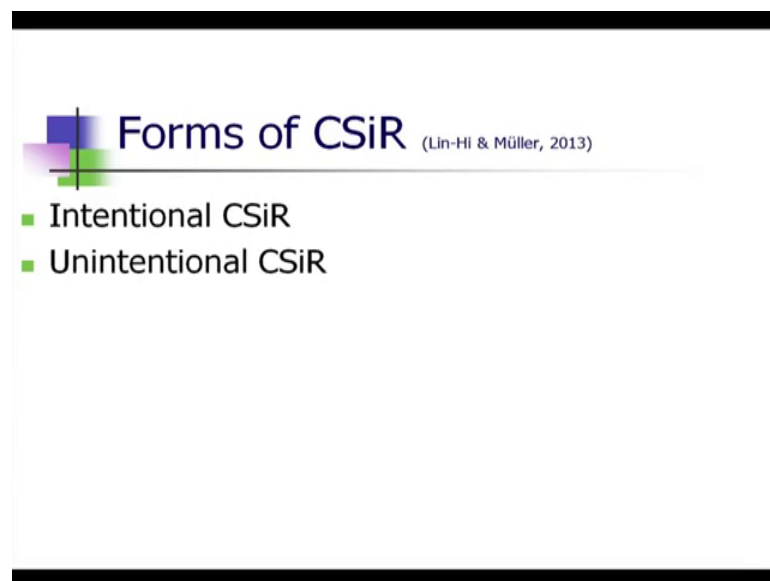 Forms of CSiR (Lin-Hi & Müller, 2013)
Intentional CSiR
Unintentional CSiR